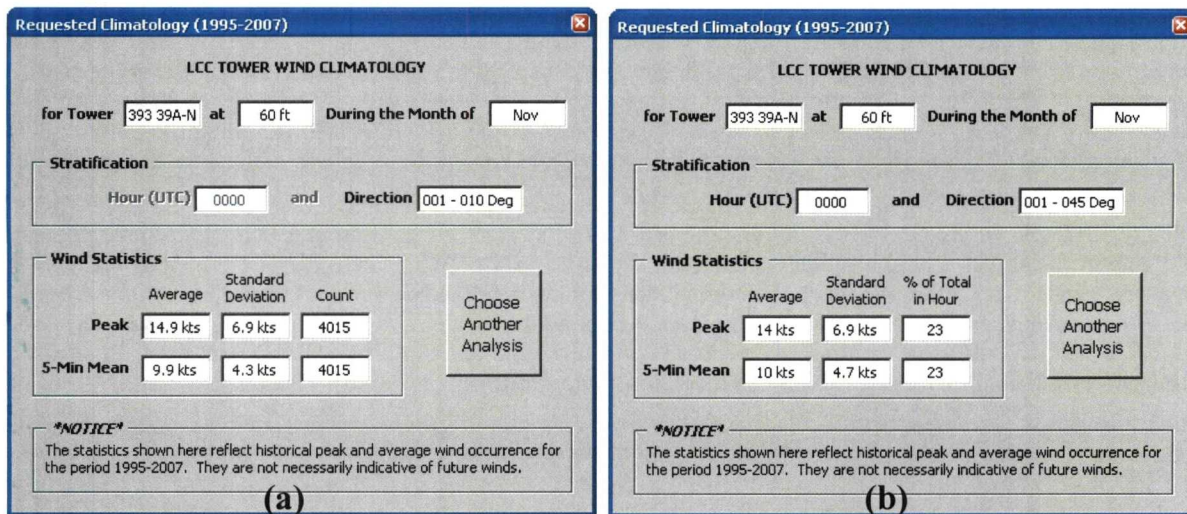 Requested Climatology (1995-2007)
LCC TOWER WIND CLIMATOLOGY
for Tower 393 39A-N at 60 ft During the Month of Nov
Stratification
Hour (UTC) 0000 and Direction 001 - 010 Deg
Wind Statistics
Average Standard Deviation Count
Peak 14.9 kts 6.9 kts 4015
5-Min Mean 9.9 kts 4.3 kts 4015
Choose
Another
Analysis
*NOTICE*
The statistics shown here reflect historical peak and average wind occurrence for
the period 1995-2007. They are not necessarily indicative of future winds.
(a)
Requested Climatology (1995-2007)
LCC TOWER WIND CLIMATOLOGY
for Tower 393 39A-N at 60 ft During the Month of Nov
Stratification
Hour (UTC) 0000 and Direction 001 - 045 Deg
Wind Statistics
Average Standard Deviation % of Total in Hour
Peak 14 kts 6.9 kts 23
5-Min Mean 10 kts 4.7 kts 23
Choose
Another
Analysis
*NOTICE*
The statistics shown here reflect historical peak and average wind occurrence for
the period 1995-2007. They are not necessarily indicative of future winds.
(b)